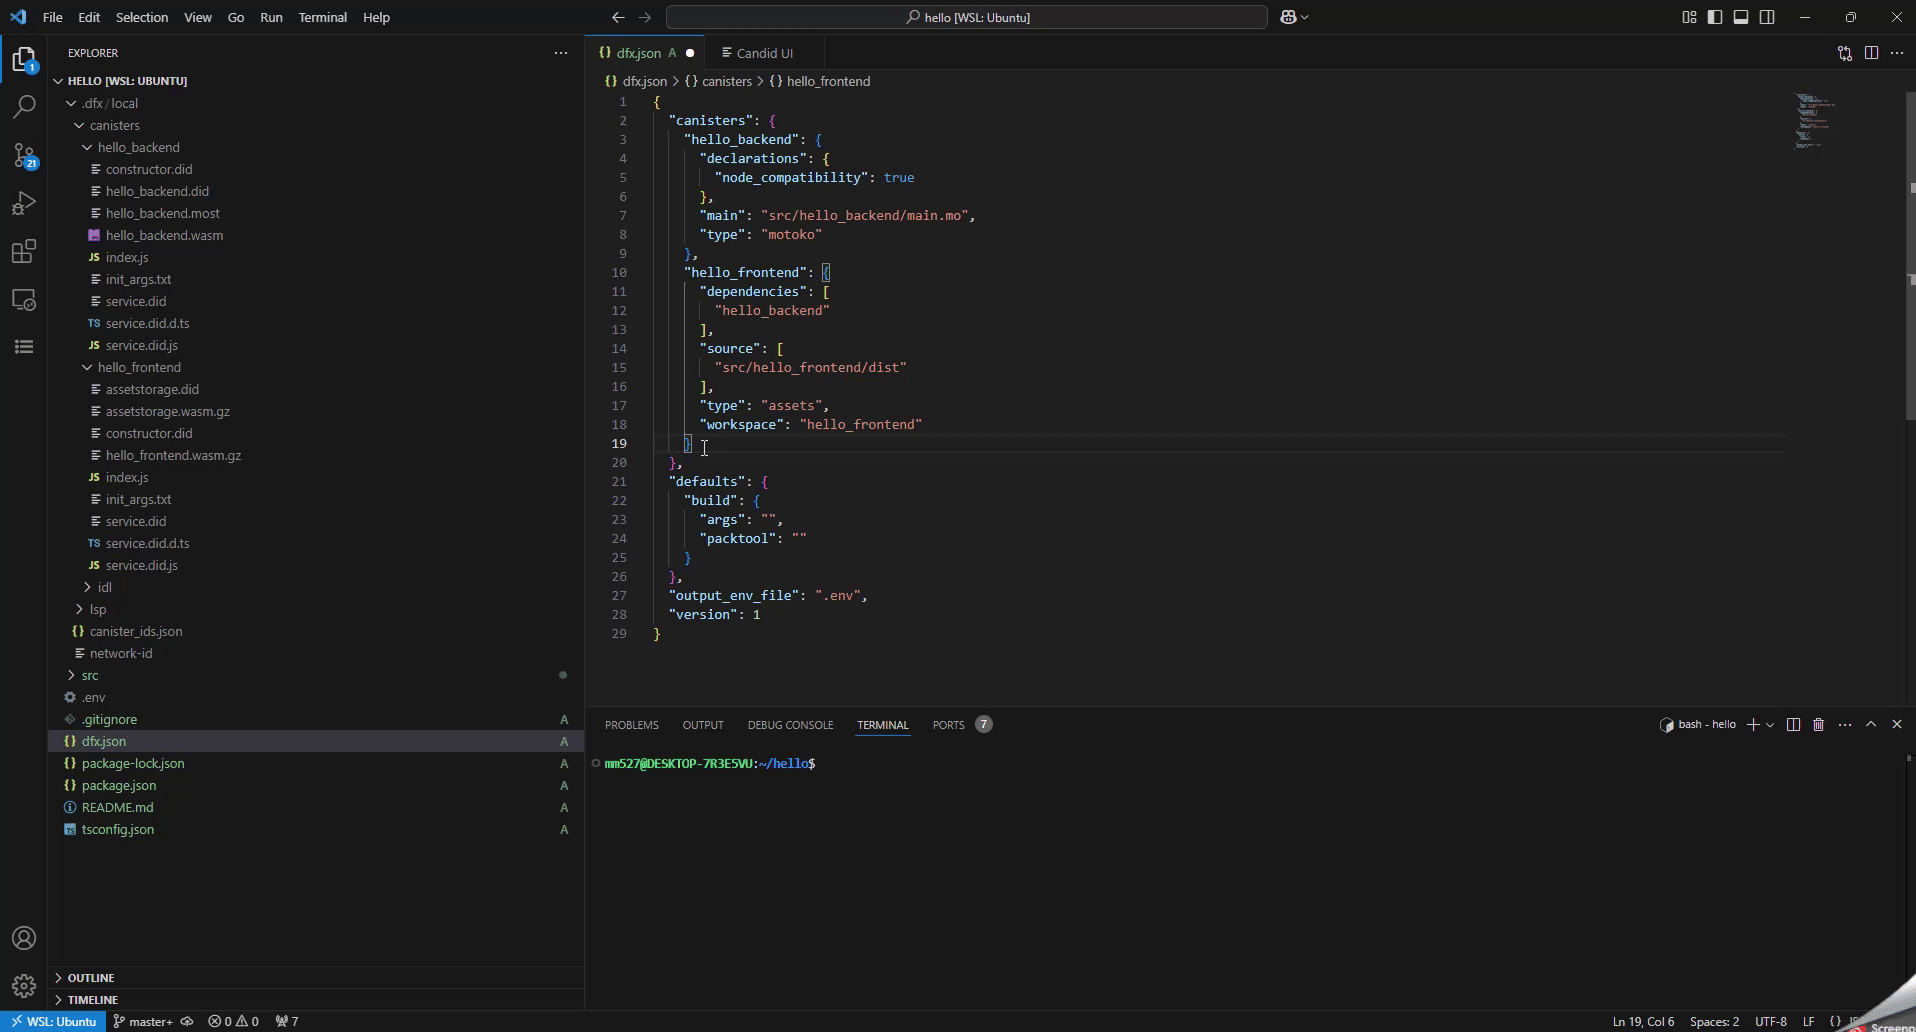 File Edit Selection View Go Run Terminal Help
hello [WSL: Ubuntu]
EXPLORER
HELLO [WSL: UBUNTU]
.dfx / local
canisters
hello_backend
constructor.did
hello_backend.did
hello_backend.most
hello_backend.wasm
JS index.js
init_args.txt
service.did
TS service.did.d.ts
JS service.did.js
hello_frontend
assetstorage.did
assetstorage.wasm.gz
constructor.did
hello_frontend.wasm.gz
JS index.js
init_args.txt
service.did
TS service.did.d.ts
JS service.did.js
idl
lsp
{} canister_ids.json
network-id
src
.env
.gitignore A
{} dfx.json A
{} package-lock.json A
{} package.json A
README.md A
TS tsconfig.json A
OUTLINE
TIMELINE
1
21
{} dfx.json A
Candid UI
{} dfx.json > {} canisters > {} hello_frontend
1 {
2 "canisters": {
3 "hello_backend": {
4 "declarations": {
5 "node_compatibility": true
6 },
7 "main": "src/hello_backend/main.mo",
8 "type": "motoko"
9 },
10 "hello_frontend": {
11 "dependencies": [
12 "hello_backend"
13 ],
14 "source": [
15 "src/hello_frontend/dist"
16 ],
17 "type": "assets",
18 "workspace": "hello_frontend"
19 }
20 },
21 "defaults": {
22 "build": {
23 "args": "",
24 "packtool": ""
25 }
26 },
27 "output_env_file": ".env",
28 "version": 1
29 }
PROBLEMS OUTPUT DEBUG CONSOLE TERMINAL PORTS 7
bash - hello
mm527@DESKTOP-7R3E5VU:~/hello$
WSL: Ubuntu master+ 0 0 7
Ln 19, Col 6 Spaces: 2 UTF-8 LF {}